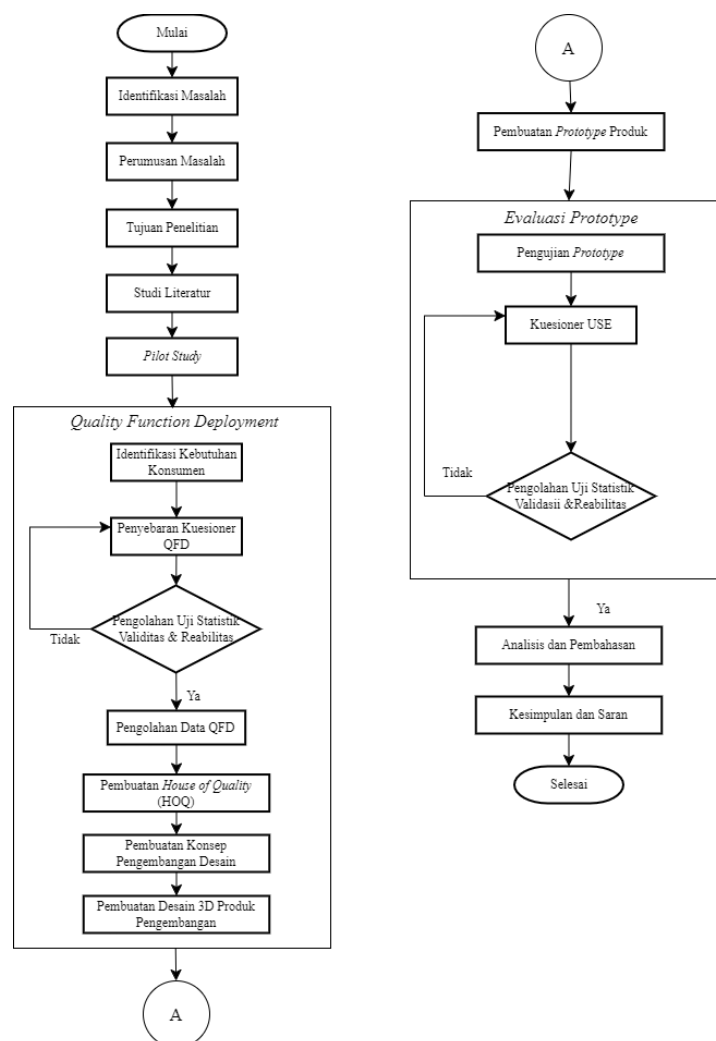 Mulai
Identifikasi Masalah
Perumusan Masalah
Tujuan Penelitian
Studi Literatur
Pilot Study
Quality Function Deployment
Identifikasi Kebutuhan
Konsumen
Penyebaran Kuesioner
QFD
Pengolahan Uji Statistik
Validitas & Reabilitas
Tidak
Ya
Pengolahan Data QFD
Pembuatan House of Quality
(HOQ)
Pembuatan Konsep
Pengembangan Desain
Pembuatan Desain 3D Produk
Pengembangan
A
A
Pembuatan Prototype Produk
Evaluasi Prototype
Pengujian Prototype
Kuesioner USE
Tidak
Pengolahan Uji Statistik
Validasii &Reabilitas
Ya
Analisis dan Pembahasan
Kesimpulan dan Saran
Selesai